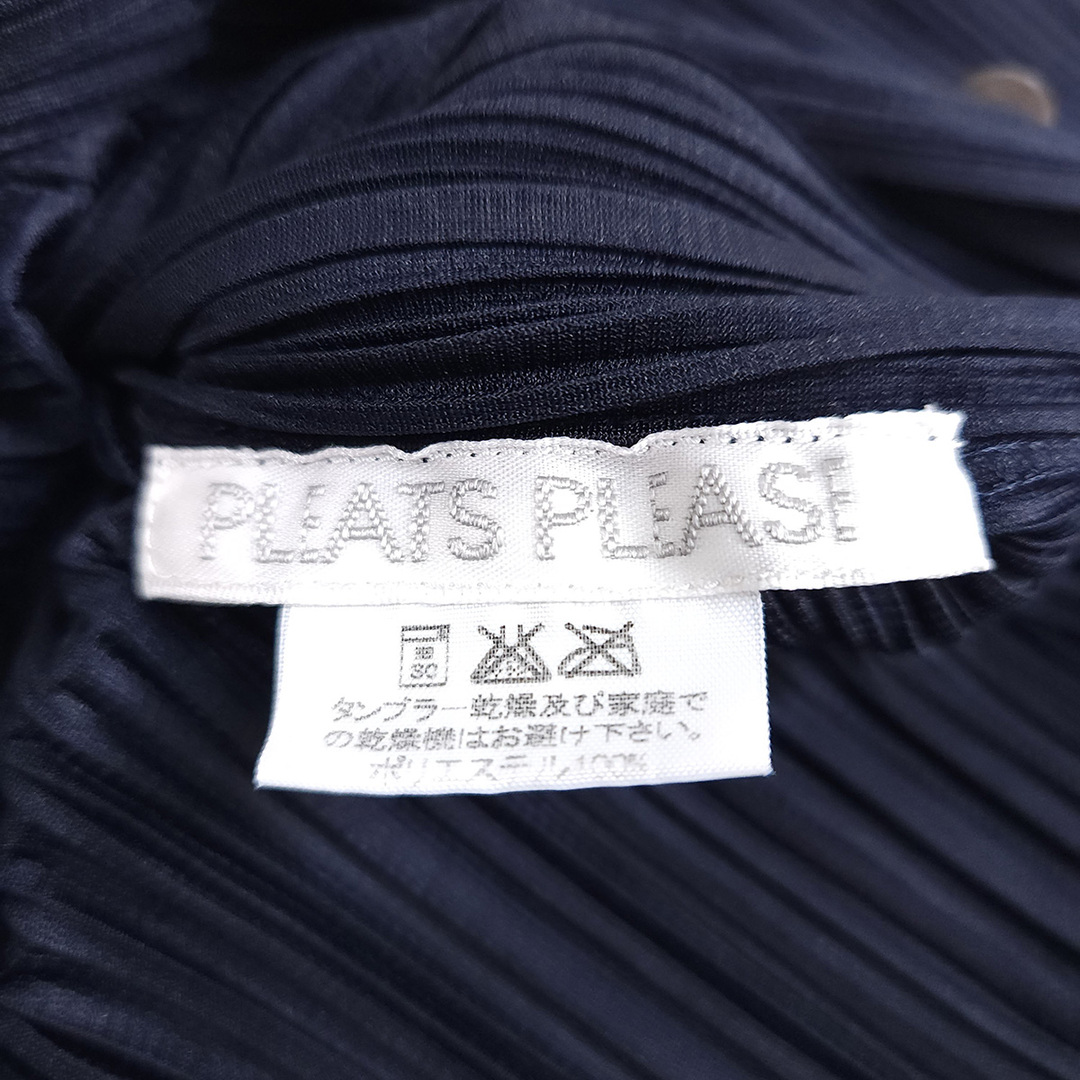 PLEATS PLEASE
タンブラー乾燥及び家庭で
の乾燥機はお避け下さい。
ポリエステル100%